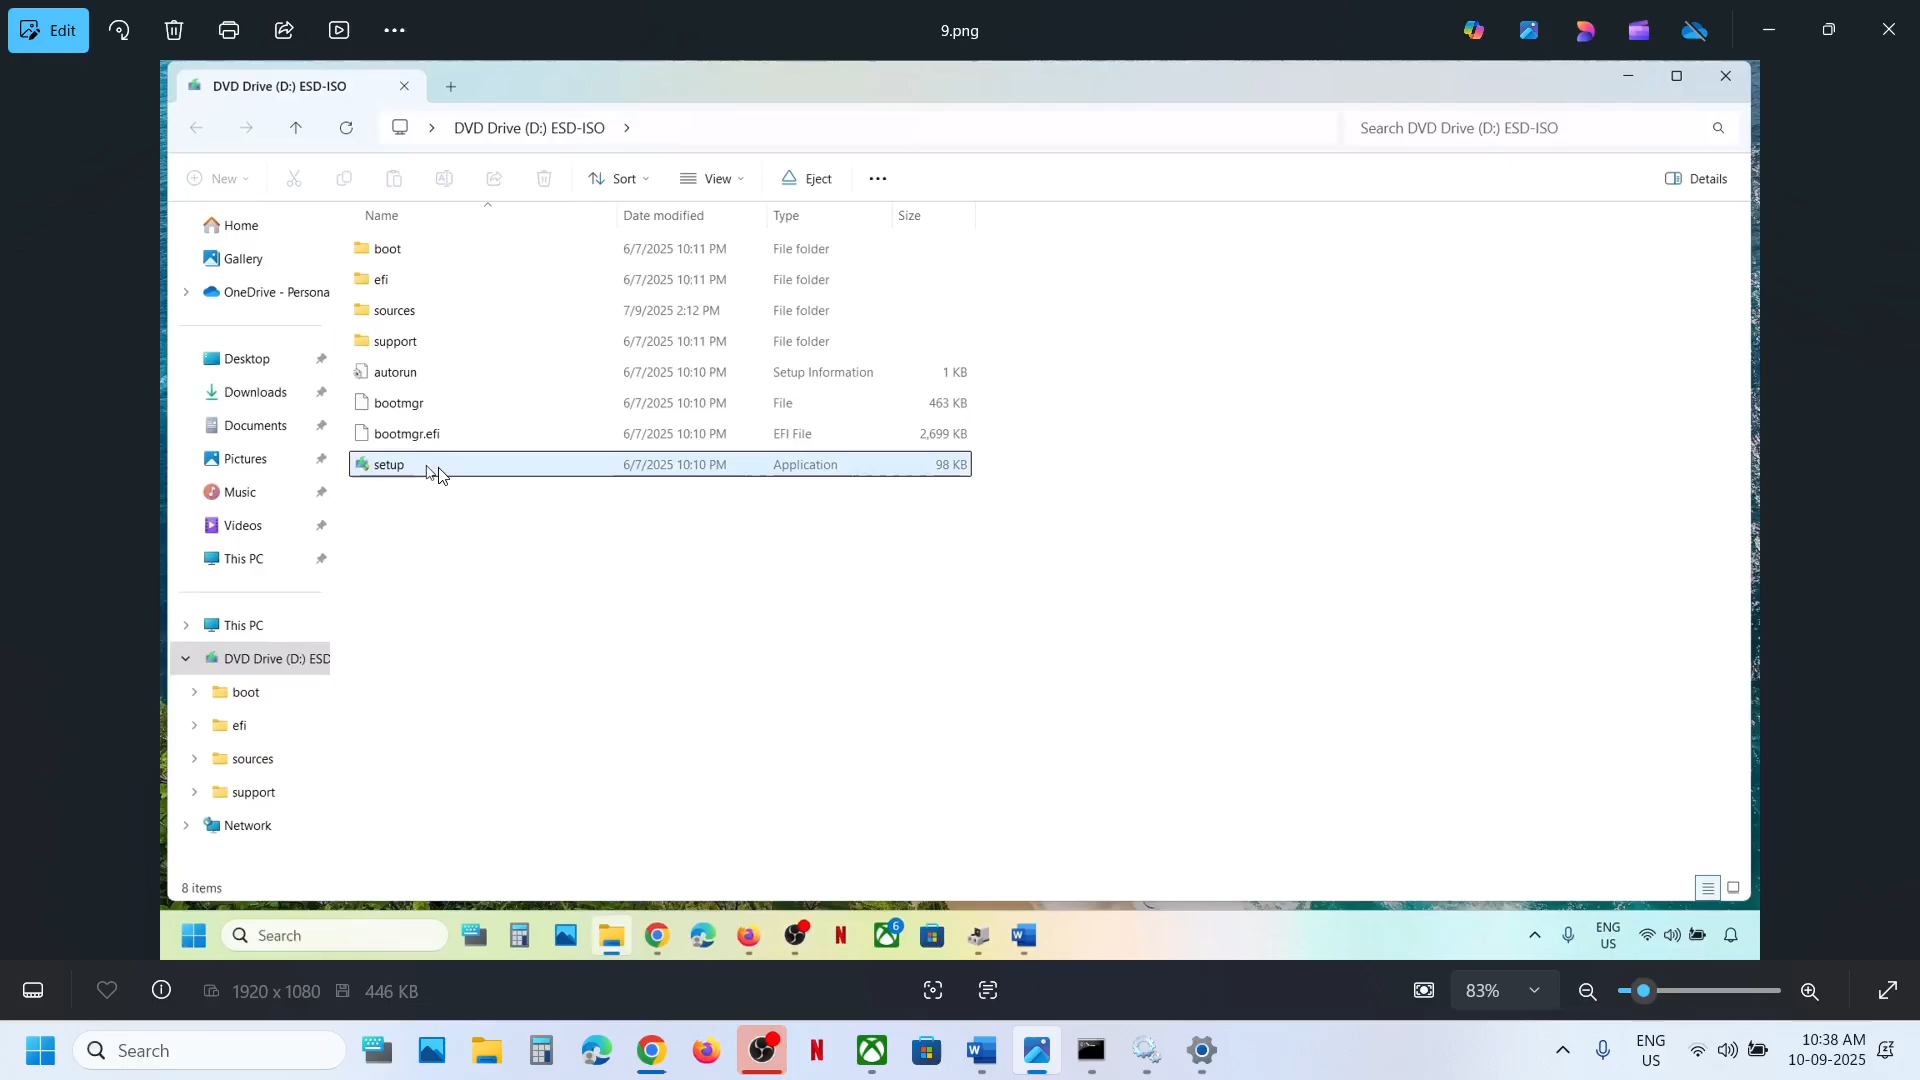 Edit
9.png
DVD Drive (D:) ESD-ISO
DVD Drive (D:) ESD-ISO
Search DVD Drive (D:) ESD-ISO
New
Sort
View
Eject
Details
Name Date modified Type Size
boot 6/7/2025 10:11 PM File folder
efi 6/7/2025 10:11 PM File folder
sources 7/9/2025 2:12 PM File folder
support 6/7/2025 10:11 PM File folder
autorun 6/7/2025 10:10 PM Setup Information 1 KB
bootmgr 6/7/2025 10:10 PM File 463 KB
bootmgr.efi 6/7/2025 10:10 PM EFI File 2,699 KB
setup 6/7/2025 10:10 PM Application 98 KB
Home
Gallery
OneDrive - Persona
Desktop
Downloads
Documents
Pictures
Music
Videos
This PC
This PC
DVD Drive (D:) ESD
boot
efi
sources
support
Network
8 items
Search
6
ENG
US
1920 x 1080
446 KB
83%
Search
ENG
US
10:38 AM
10-09-2025